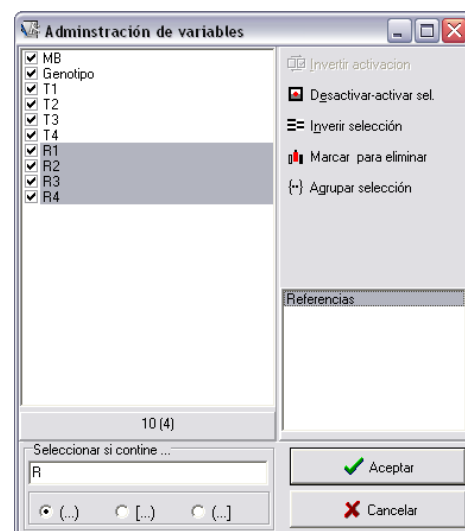 Adminstración de variables
MB
Genotipo
T1
T2
T3
T4
R1
R2
R3
R4
10 (4)
Invertir activacion
Desactivar-activar sel.
Inverir selección
Marcar para eliminar
{··} Agrupar selección
Referencias
Seleccionar si contine ...
R
(...)
[...)
(...]
Aceptar
Cancelar